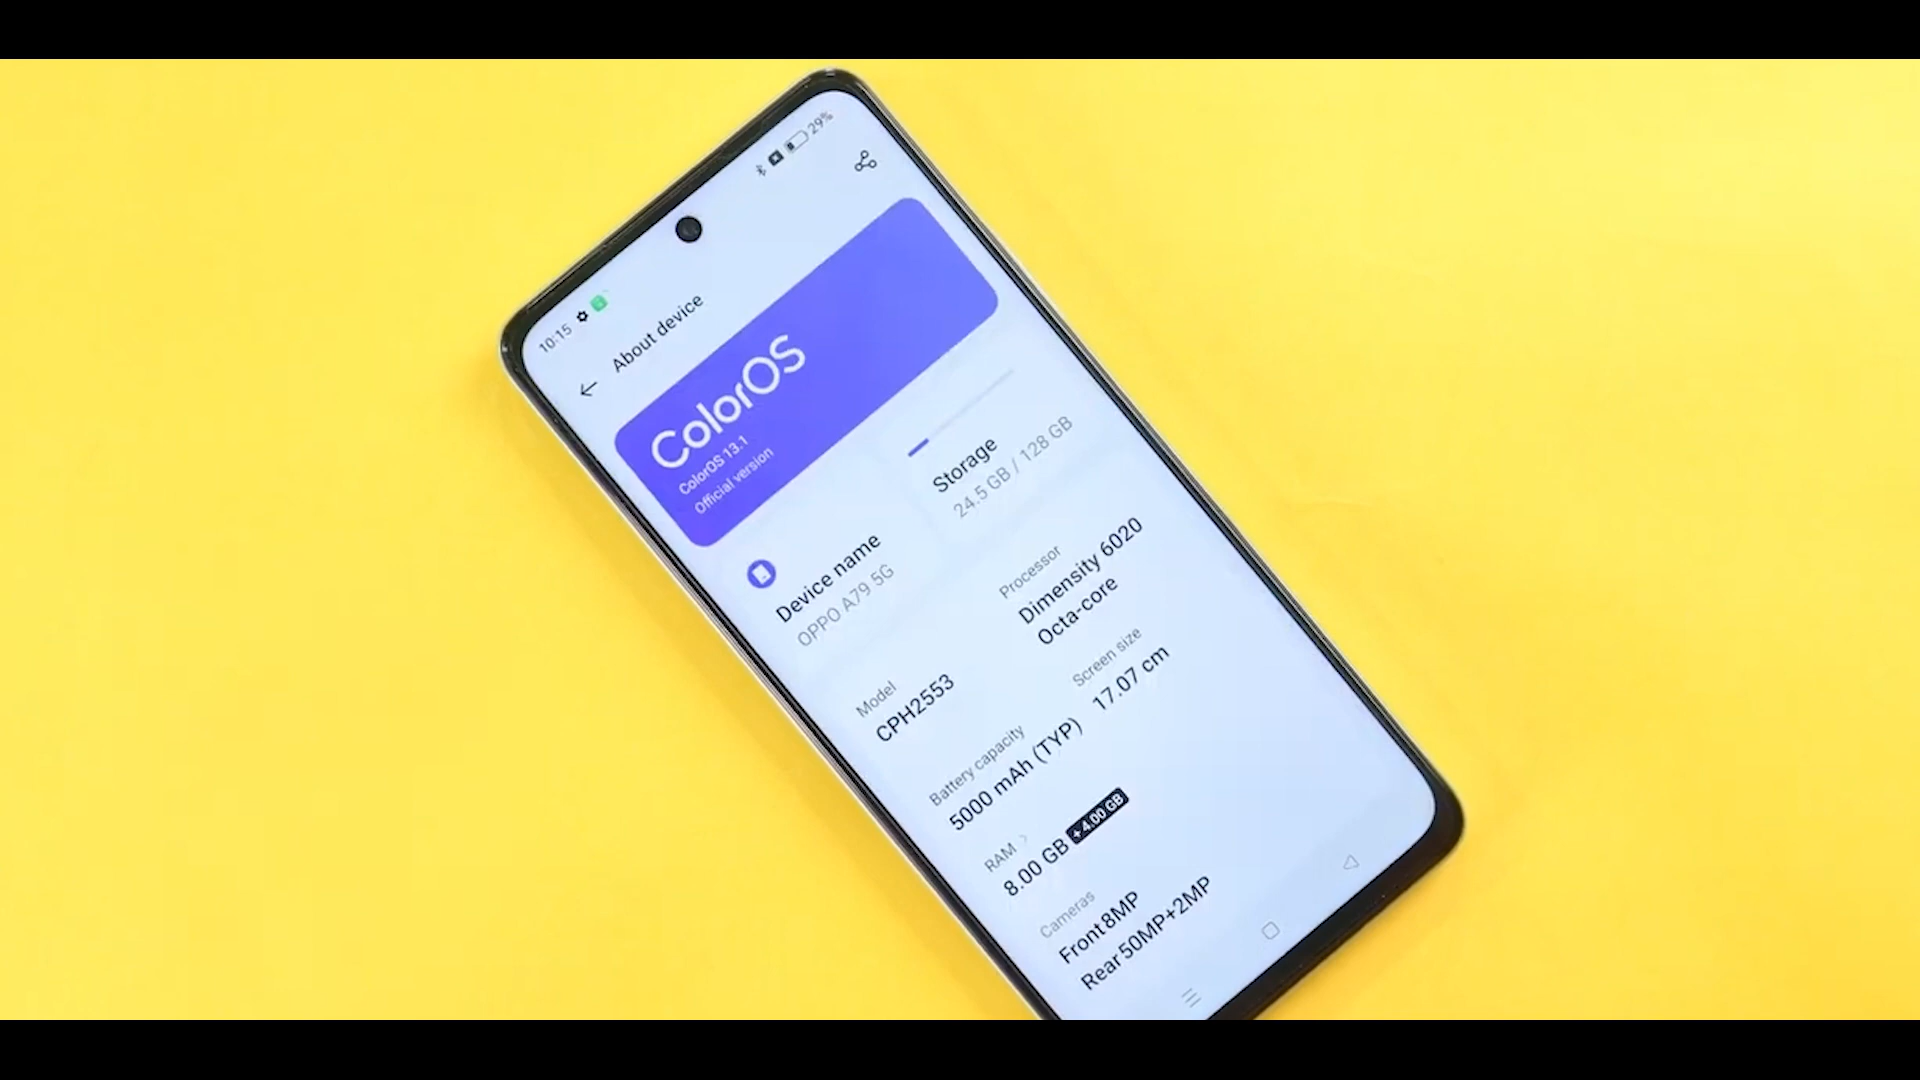 10:15
29%
About device
ColorOS
ColorOS 13.1
Official version
Device name
OPPO A79 5G
Storage
24.5 GB / 128 GB
Model
CPH2553
Processor
Dimensity 6020
Octa-core
Battery capacity
5000 mAh (TYP)
Screen size
17.07 cm
RAM >
8.00 GB + 4.00 GB
Cameras
Front 8MP
Rear 50MP+2MP